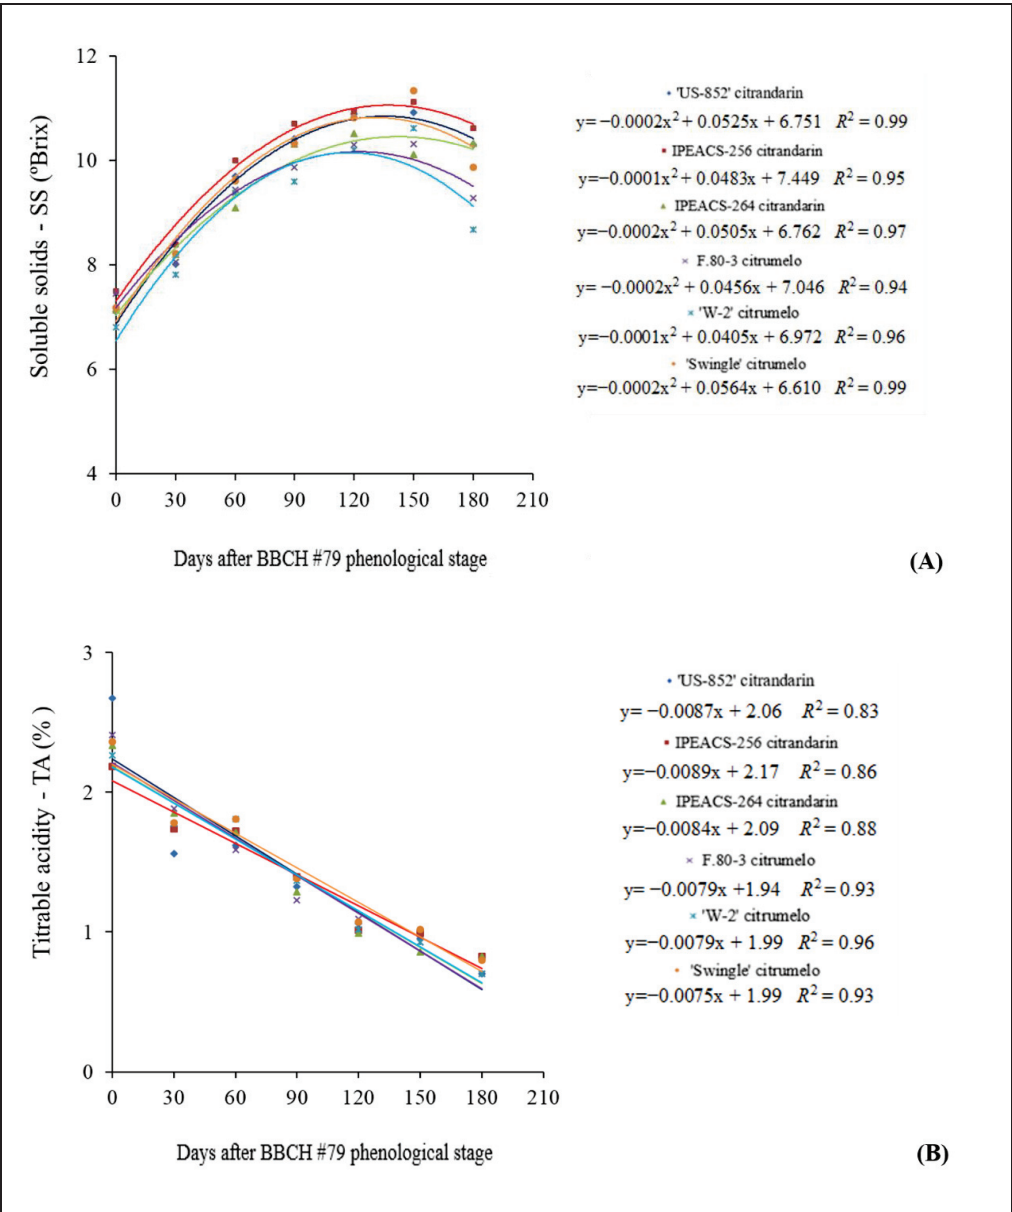 12
10
8
6
4
0 30 60 90 120 150 180 210
Soluble solids - SS (ºBrix)
Days after BBCH #79 phenological stage
'US-852' citrandarin
y= −0.0002x² + 0.0525x + 6.751 R² = 0.99
IPEACS-256 citrandarin
y=−0.0001x² + 0.0483x + 7.449 R² = 0.95
IPEACS-264 citrandarin
y=−0.0002x² + 0.0505x + 6.762 R² = 0.97
F.80-3 citrumelo
y= −0.0002x² + 0.0456x + 7.046 R² = 0.94
'W-2' citrumelo
y=−0.0001x² + 0.0405x + 6.972 R² = 0.96
'Swingle' citrumelo
y=−0.0002x² + 0.0564x + 6.610 R² = 0.99
(A)
3
2
1
0
0 30 60 90 120 150 180 210
Titrable acidity - TA (% )
Days after BBCH #79 phenological stage
'US-852' citrandarin
y= −0.0087x + 2.06 R² = 0.83
IPEACS-256 citrandarin
y=−0.0089x + 2.17 R² = 0.86
IPEACS-264 citrandarin
y=−0.0084x + 2.09 R² = 0.88
F.80-3 citrumelo
y= −0.0079x +1.94 R² = 0.93
'W-2' citrumelo
y=−0.0079x + 1.99 R² = 0.96
'Swingle' citrumelo
y=−0.0075x + 1.99 R² = 0.93
(B)